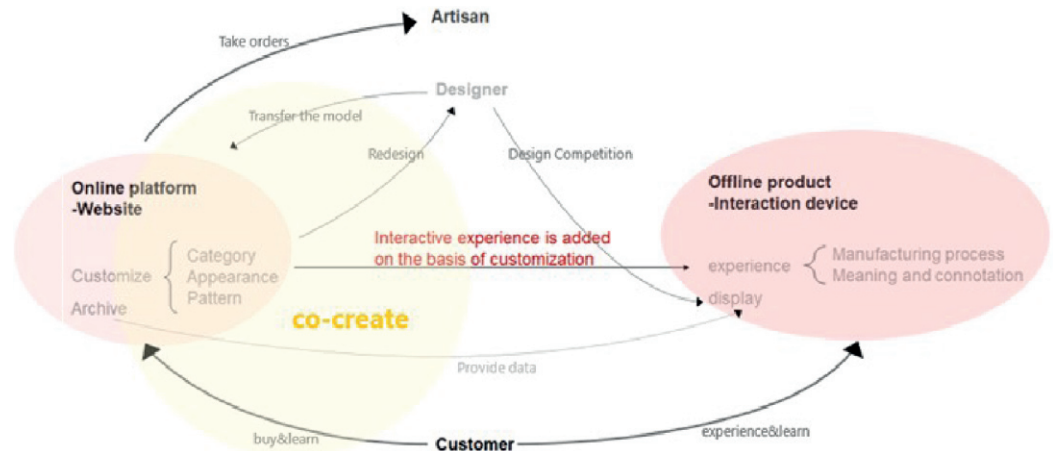 Artisan
Take orders
Designer
Transfer the model
Redesign
Design Competition
Online platform
-Website
Offline product
-Interaction device
Interactive experience is added
on the basis of customization
Customize
Category
Appearance
Pattern
Archive
experience
Manufacturing process
Meaning and connotation
display
co-create
Provide data
buy&learn
Customer
experience&learn